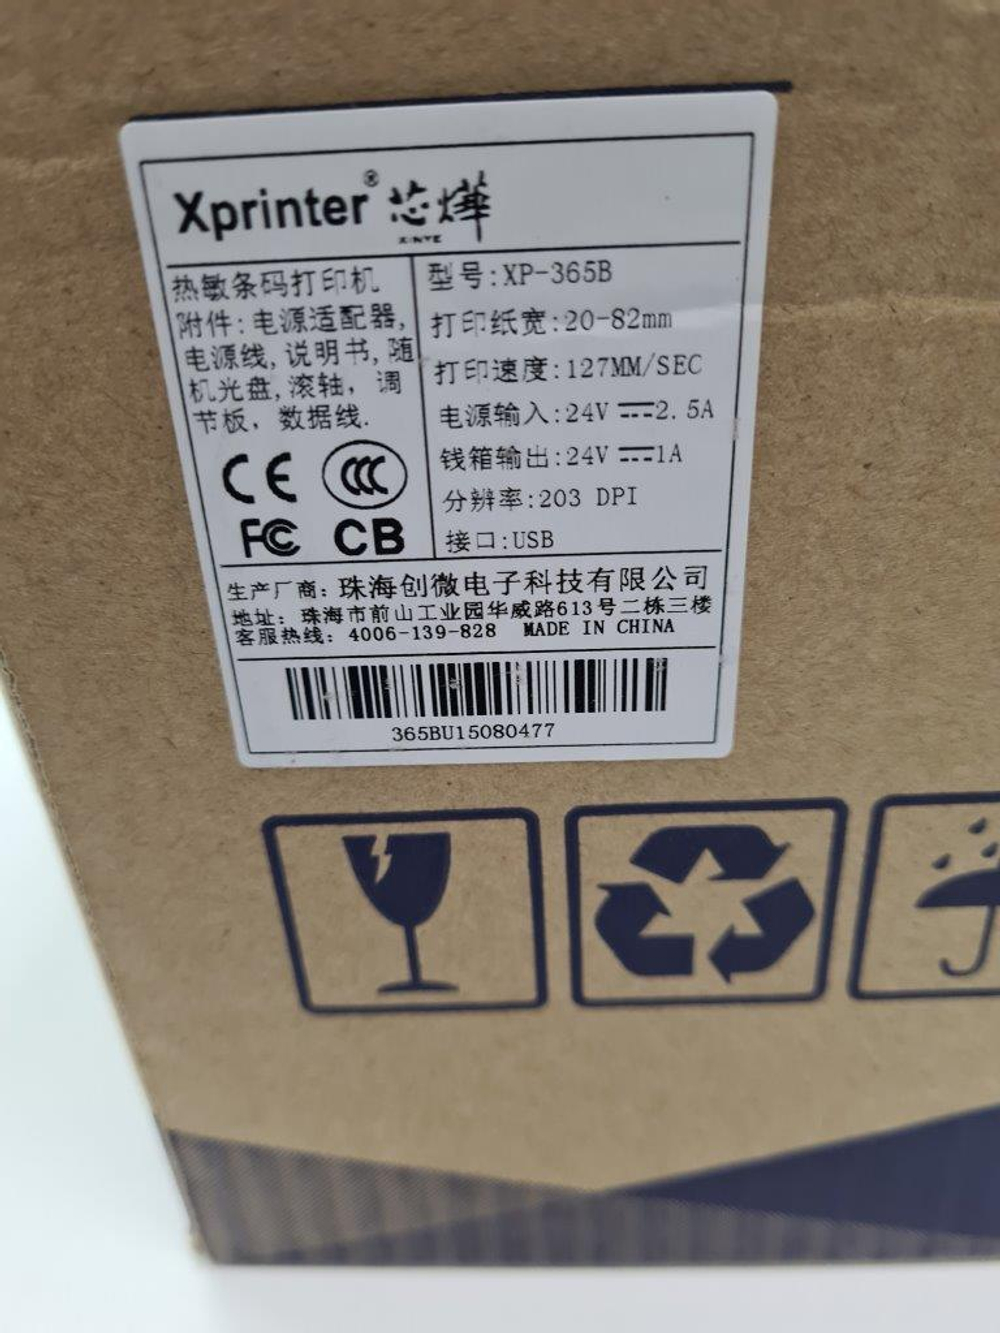 Xprinter® 芯烨
XINYE
热敏条码打印机
附件:电源适配器,
电源线,说明书,随
机光盘,滚轴, 调
节板, 数据线.
CE CCC
FC CB
型号:XP-365B
打印纸宽:20-82mm
打印速度:127MM/SEC
电源输入:24V ⎓2.5A
钱箱输出:24V ⎓1A
分辨率:203 DPI
接口:USB
生产厂商: 珠海创微电子科技有限公司
地址: 珠海市前山工业园华威路613号二栋三楼
客服热线: 4006-139-828 MADE IN CHINA
365BU15080477